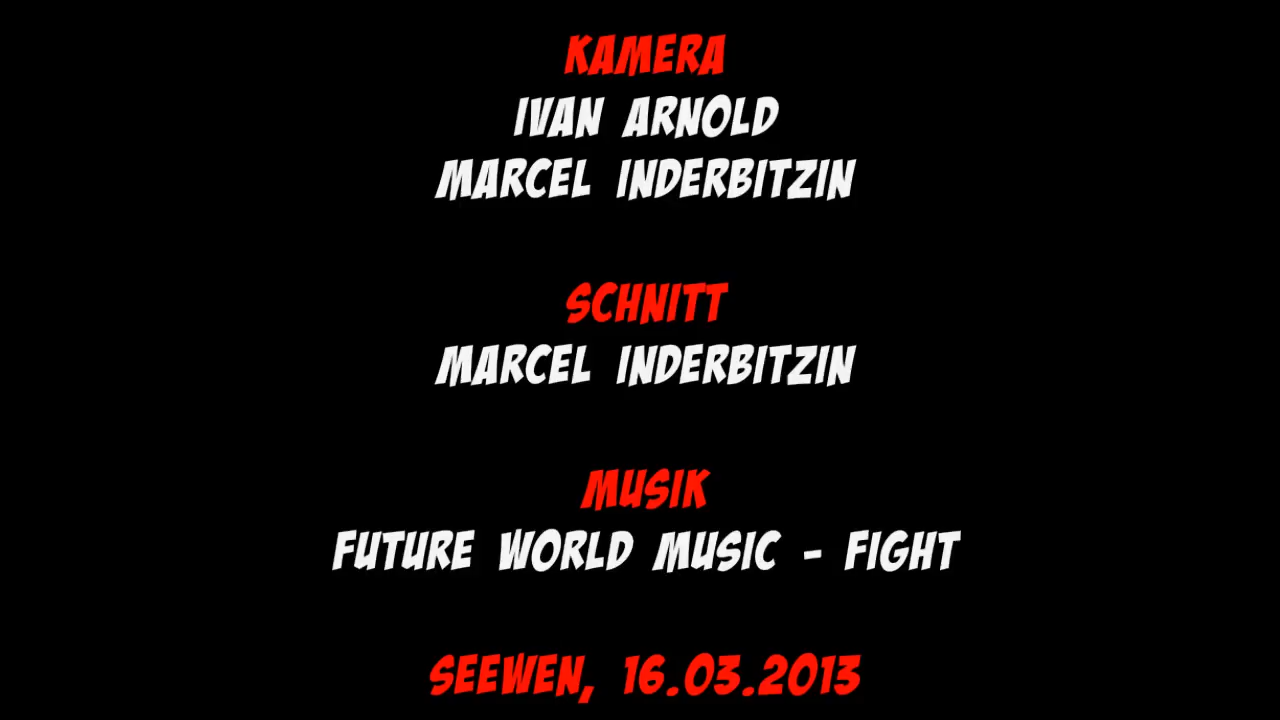 KAMERA
IVAN ARNOLD
MARCEL INDERBITZIN
SCHNITT
MARCEL INDERBITZIN
MUSIK
FUTURE WORLD MUSIC - FIGHT
SEEWEN, 16.03.2013